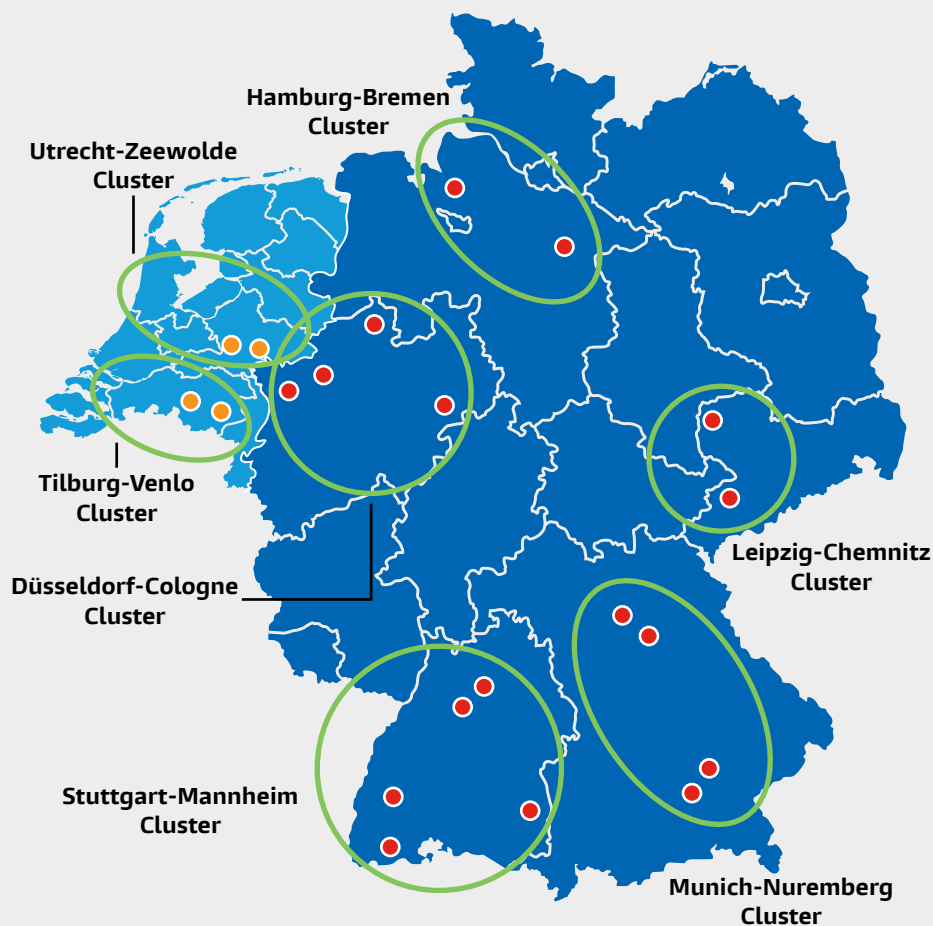 Hamburg-Bremen
Cluster
Utrecht-Zeewolde
Cluster
Tilburg-Venlo
Cluster
Düsseldorf-Cologne
Cluster
Leipzig-Chemnitz
Cluster
Stuttgart-Mannheim
Cluster
Munich-Nuremberg
Cluster